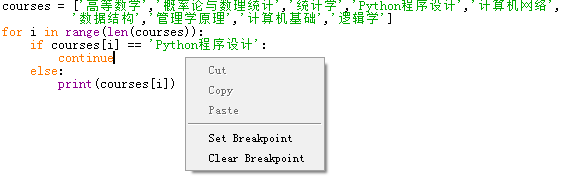 courses = ['高等数学','概率论与数理统计','统计学','Python程序设计','计算机网络',
'数据结构','管理学原理','计算机基础','逻辑学']
for i in range(len(courses)):
if courses[i] == 'Python程序设计':
continue
else:
print(courses[i])
Cut
Copy
Paste
Set Breakpoint
Clear Breakpoint